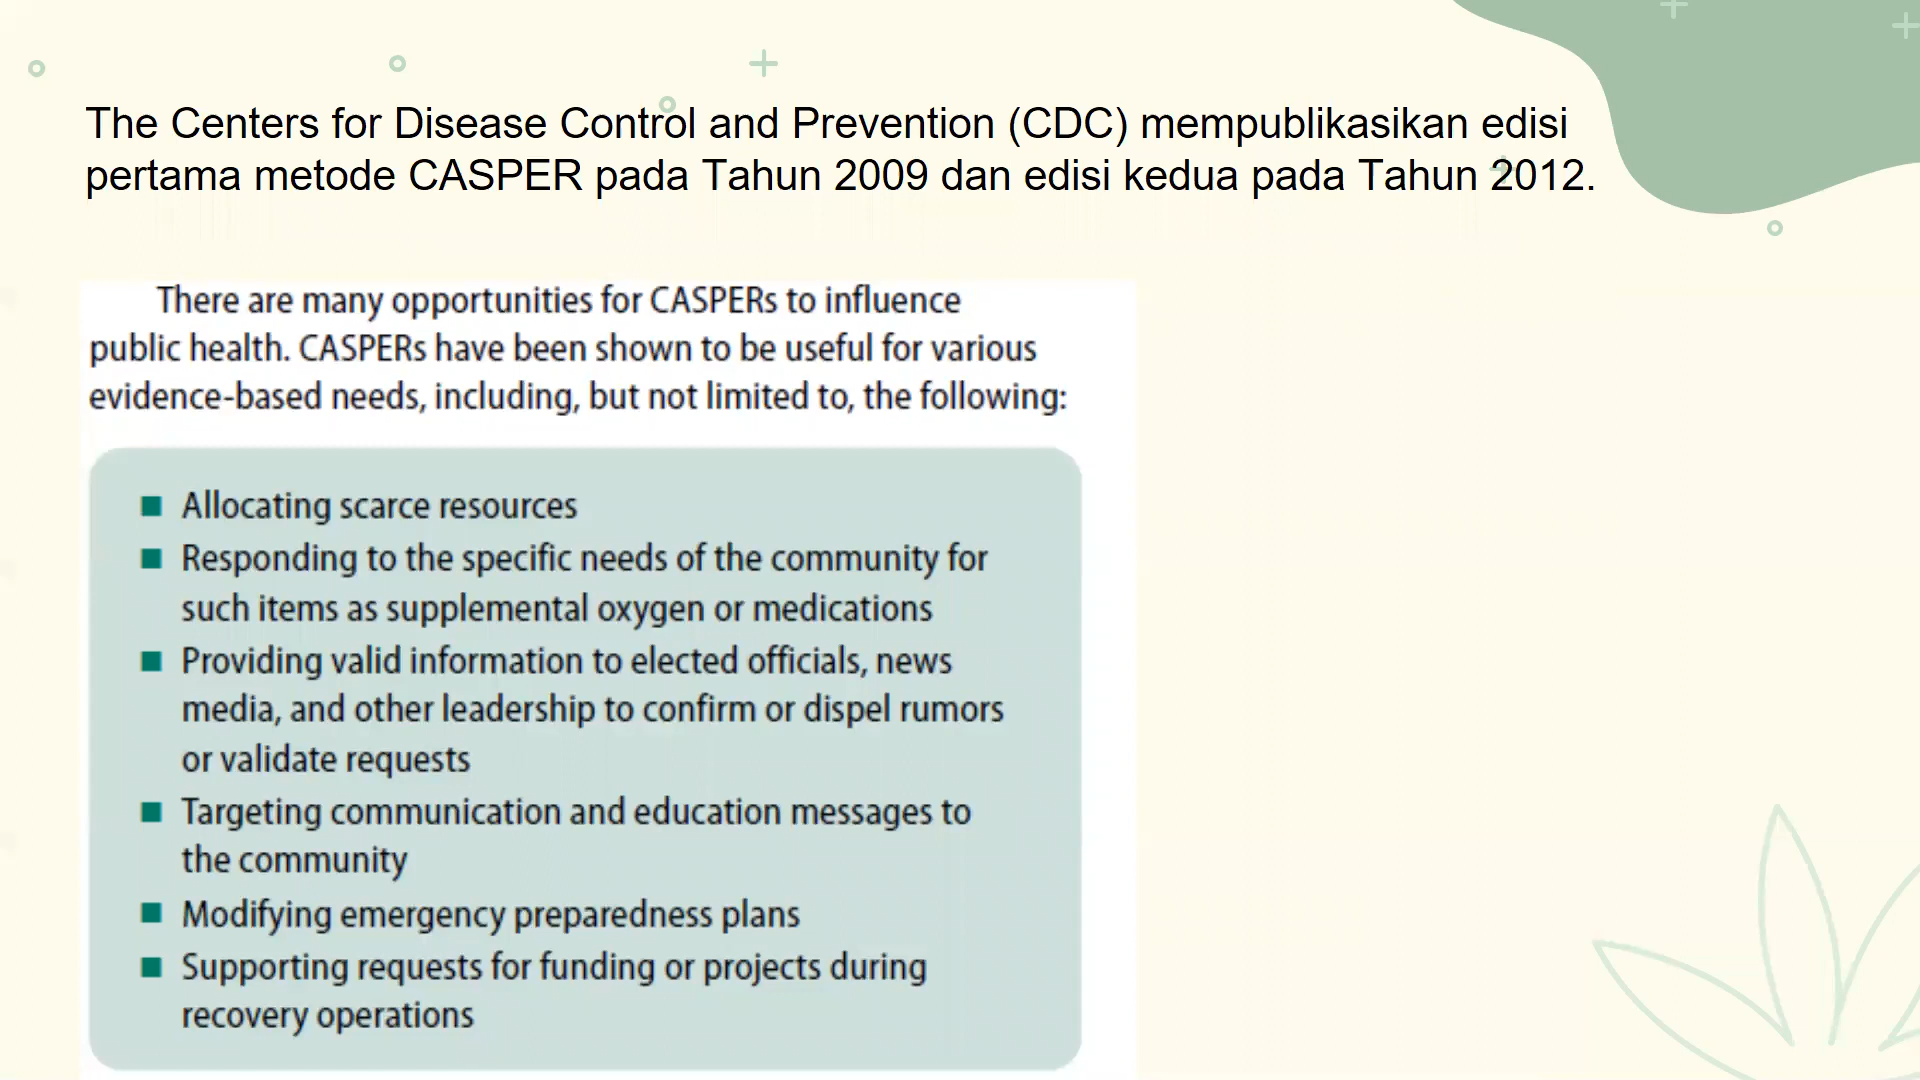 The Centers for Disease Control and Prevention (CDC) mempublikasikan edisi
pertama metode CASPER pada Tahun 2009 dan edisi kedua pada Tahun 2012.
There are many opportunities for CASPERs to influence
public health. CASPERs have been shown to be useful for various
evidence-based needs, including, but not limited to, the following:
■ Allocating scarce resources
■ Responding to the specific needs of the community for
such items as supplemental oxygen or medications
■ Providing valid information to elected officials, news
media, and other leadership to confirm or dispel rumors
or validate requests
■ Targeting communication and education messages to
the community
■ Modifying emergency preparedness plans
■ Supporting requests for funding or projects during
recovery operations